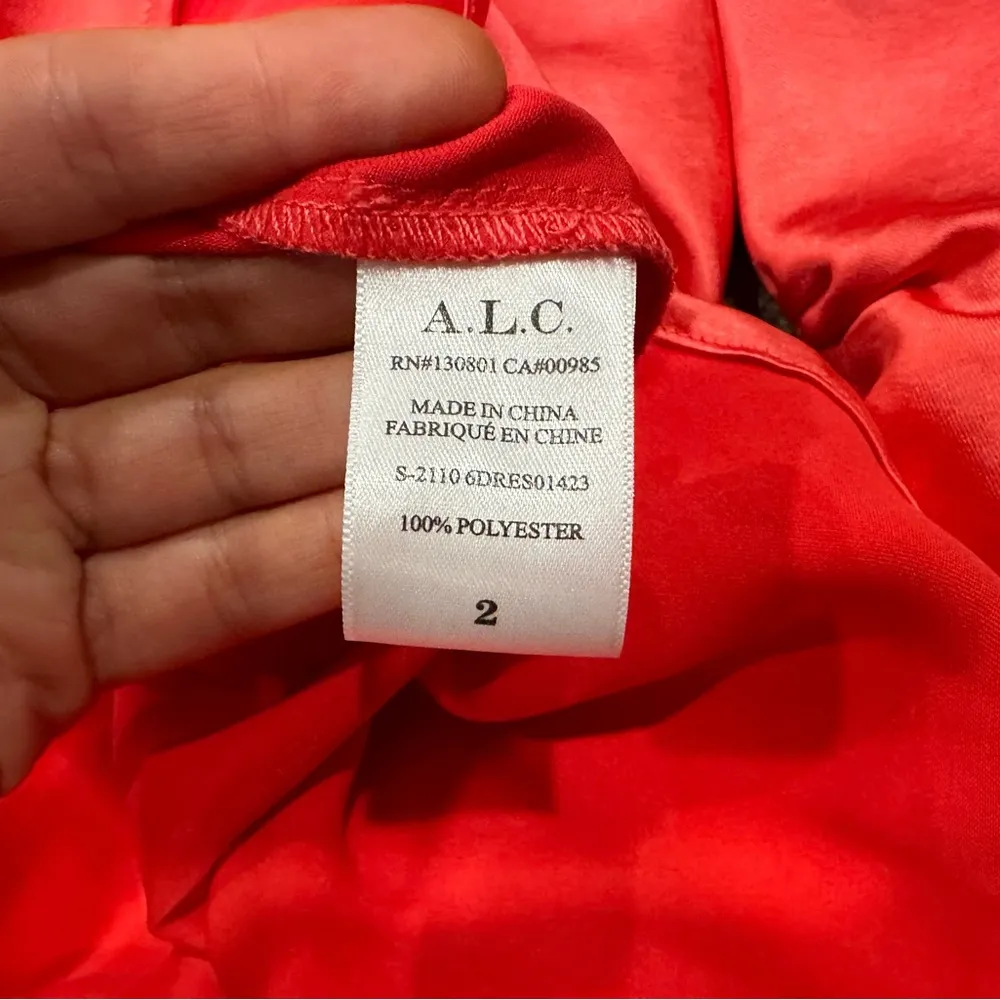 A.L.C.
RN#130801 CA#00985
MADE IN CHINA
FABRIQUÉ EN CHINE
S-2110 6DRES01423
100% POLYESTER
2